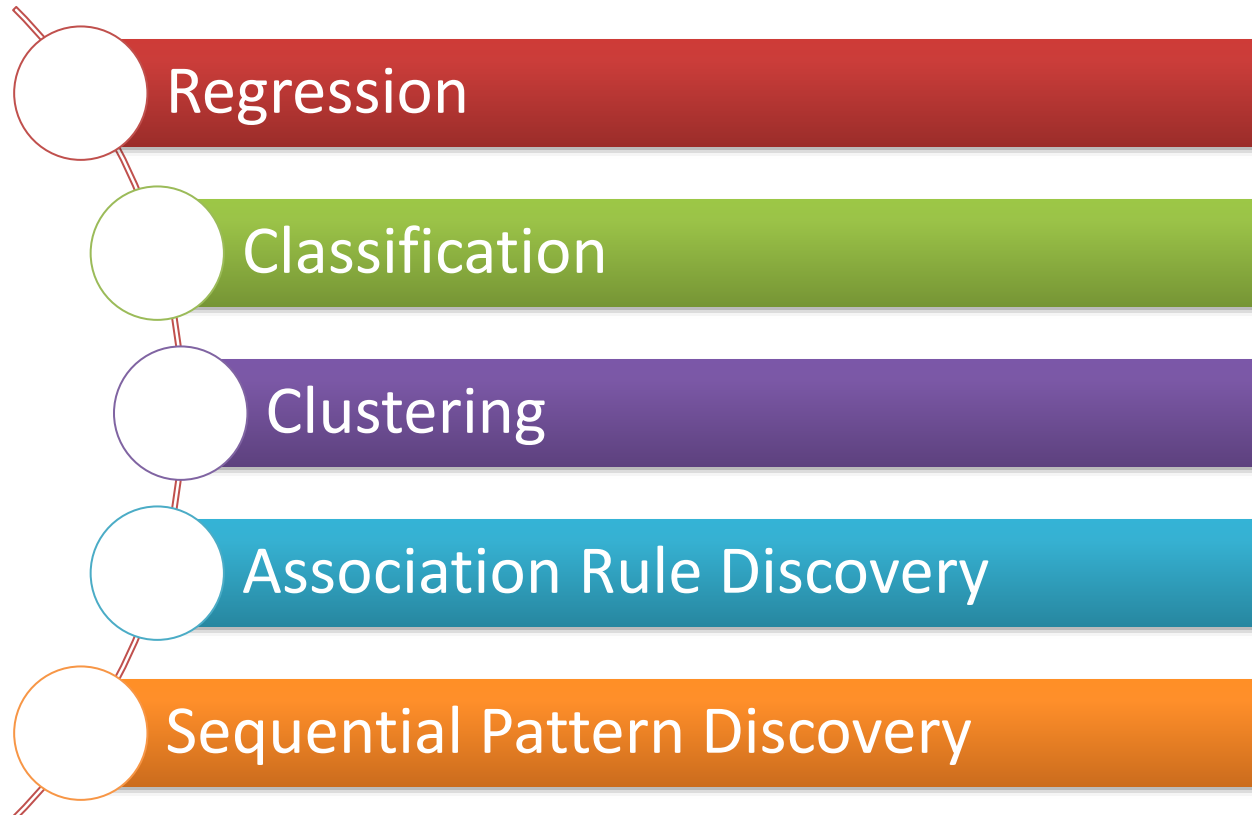 Regression
Classification
Clustering
Association Rule Discovery
Sequential Pattern Discovery